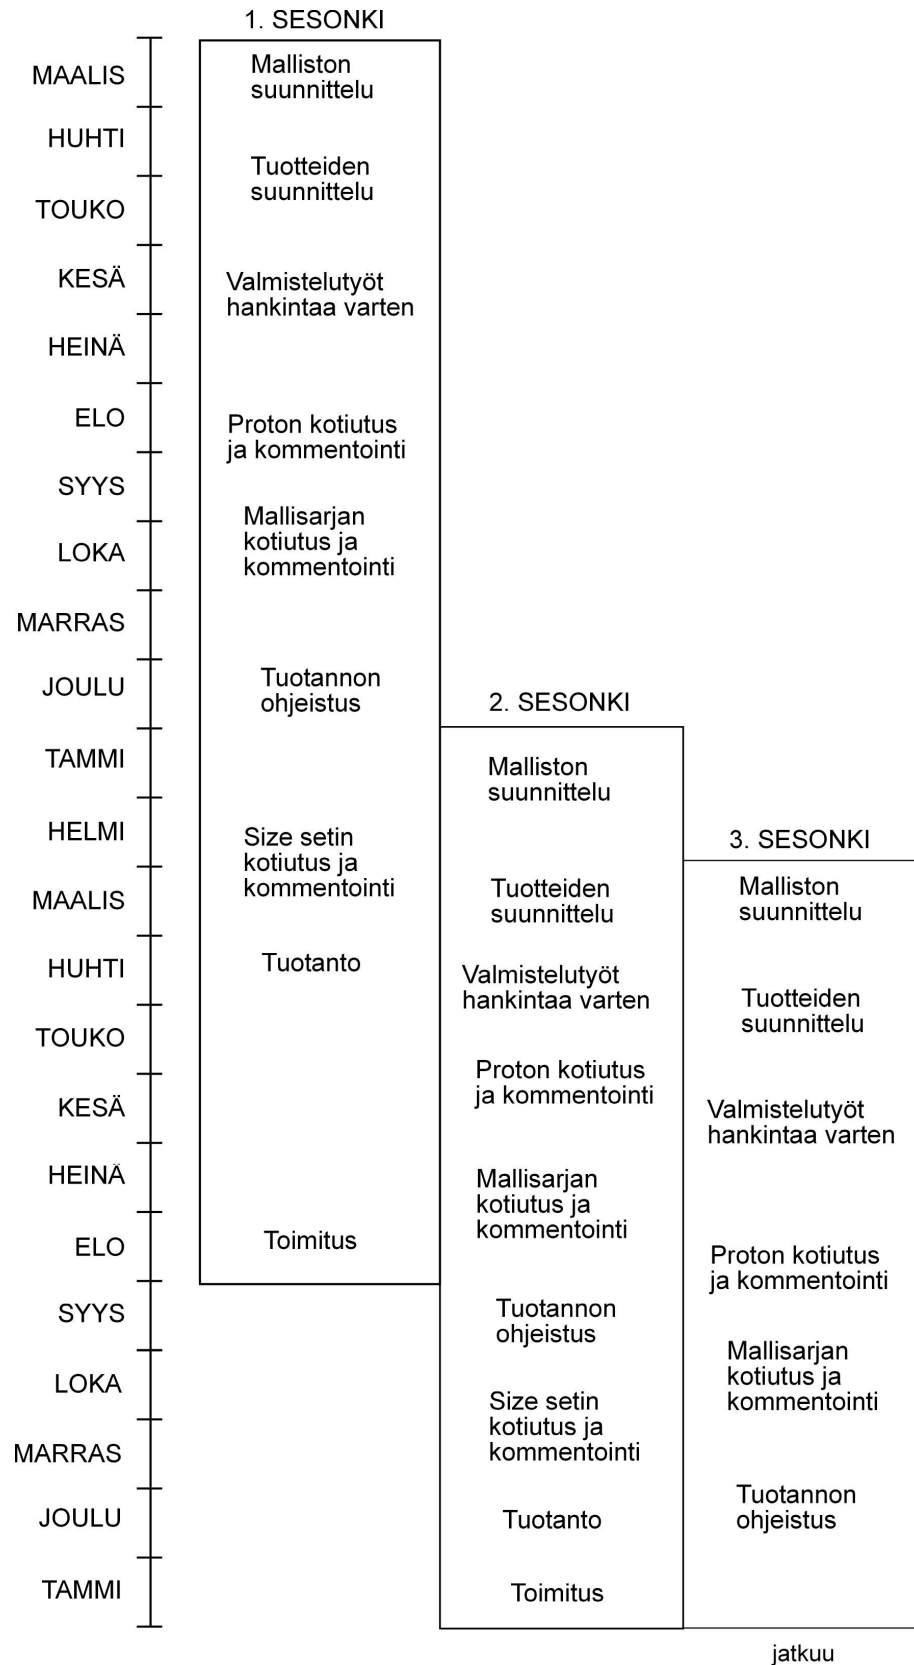 1. SESONKI
MAALIS
HUHTI
TOUKO
KESÄ
HEINÄ
ELO
SYYS
LOKA
MARRAS
JOULU
TAMMI
HELMI
MAALIS
HUHTI
TOUKO
KESÄ
HEINÄ
ELO
SYYS
LOKA
MARRAS
JOULU
TAMMI
Malliston
suunnittelu
Tuotteiden
suunnittelu
Valmistelutyöt
hankintaa varten
Proton kotiutus
ja kommentointi
Mallisarjan
kotiutus ja
kommentointi
Tuotannon
ohjeistus
Size setin
kotiutus ja
kommentointi
Tuotanto
Toimitus
2. SESONKI
Malliston
suunnittelu
Tuotteiden
suunnittelu
Valmistelutyöt
hankintaa varten
Proton kotiutus
ja kommentointi
Mallisarjan
kotiutus ja
kommentointi
Tuotannon
ohjeistus
Size setin
kotiutus ja
kommentointi
Tuotanto
Toimitus
3. SESONKI
Malliston
suunnittelu
Tuotteiden
suunnittelu
Valmistelutyöt
hankintaa varten
Proton kotiutus
ja kommentointi
Mallisarjan
kotiutus ja
kommentointi
Tuotannon
ohjeistus
jatkuu